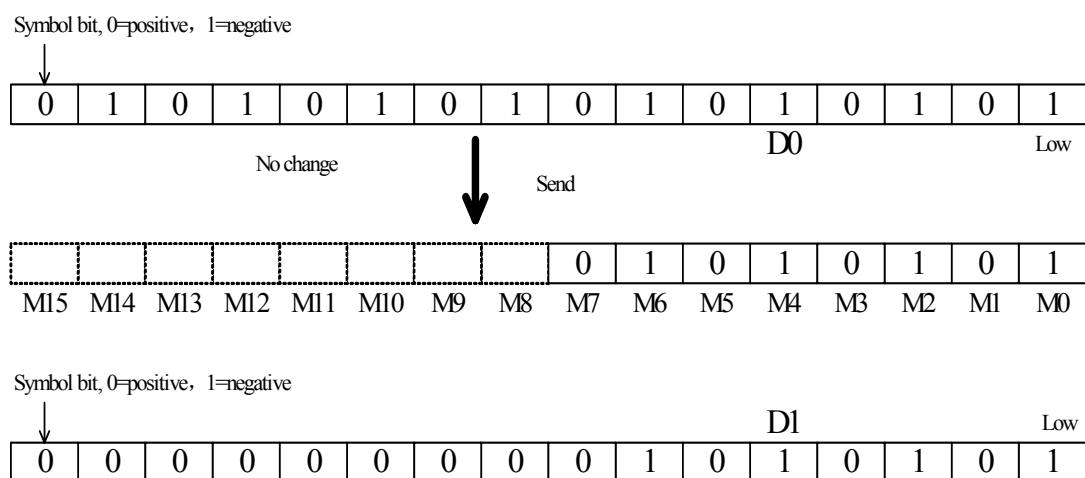 Symbol bit, 0=positive，1=negative
0 1 0 1 0 1 0 1 0 1 0 1 0 1 0 1
D0 Low
No change
Send
0 1 0 1 0 1 0 1
M15 M14 M13 M12 M11 M10 M9 M8 M7 M6 M5 M4 M3 M2 M1 M0
Symbol bit, 0=positive，1=negative
D1 Low
0 0 0 0 0 0 0 0 0 1 0 1 0 1 0 1